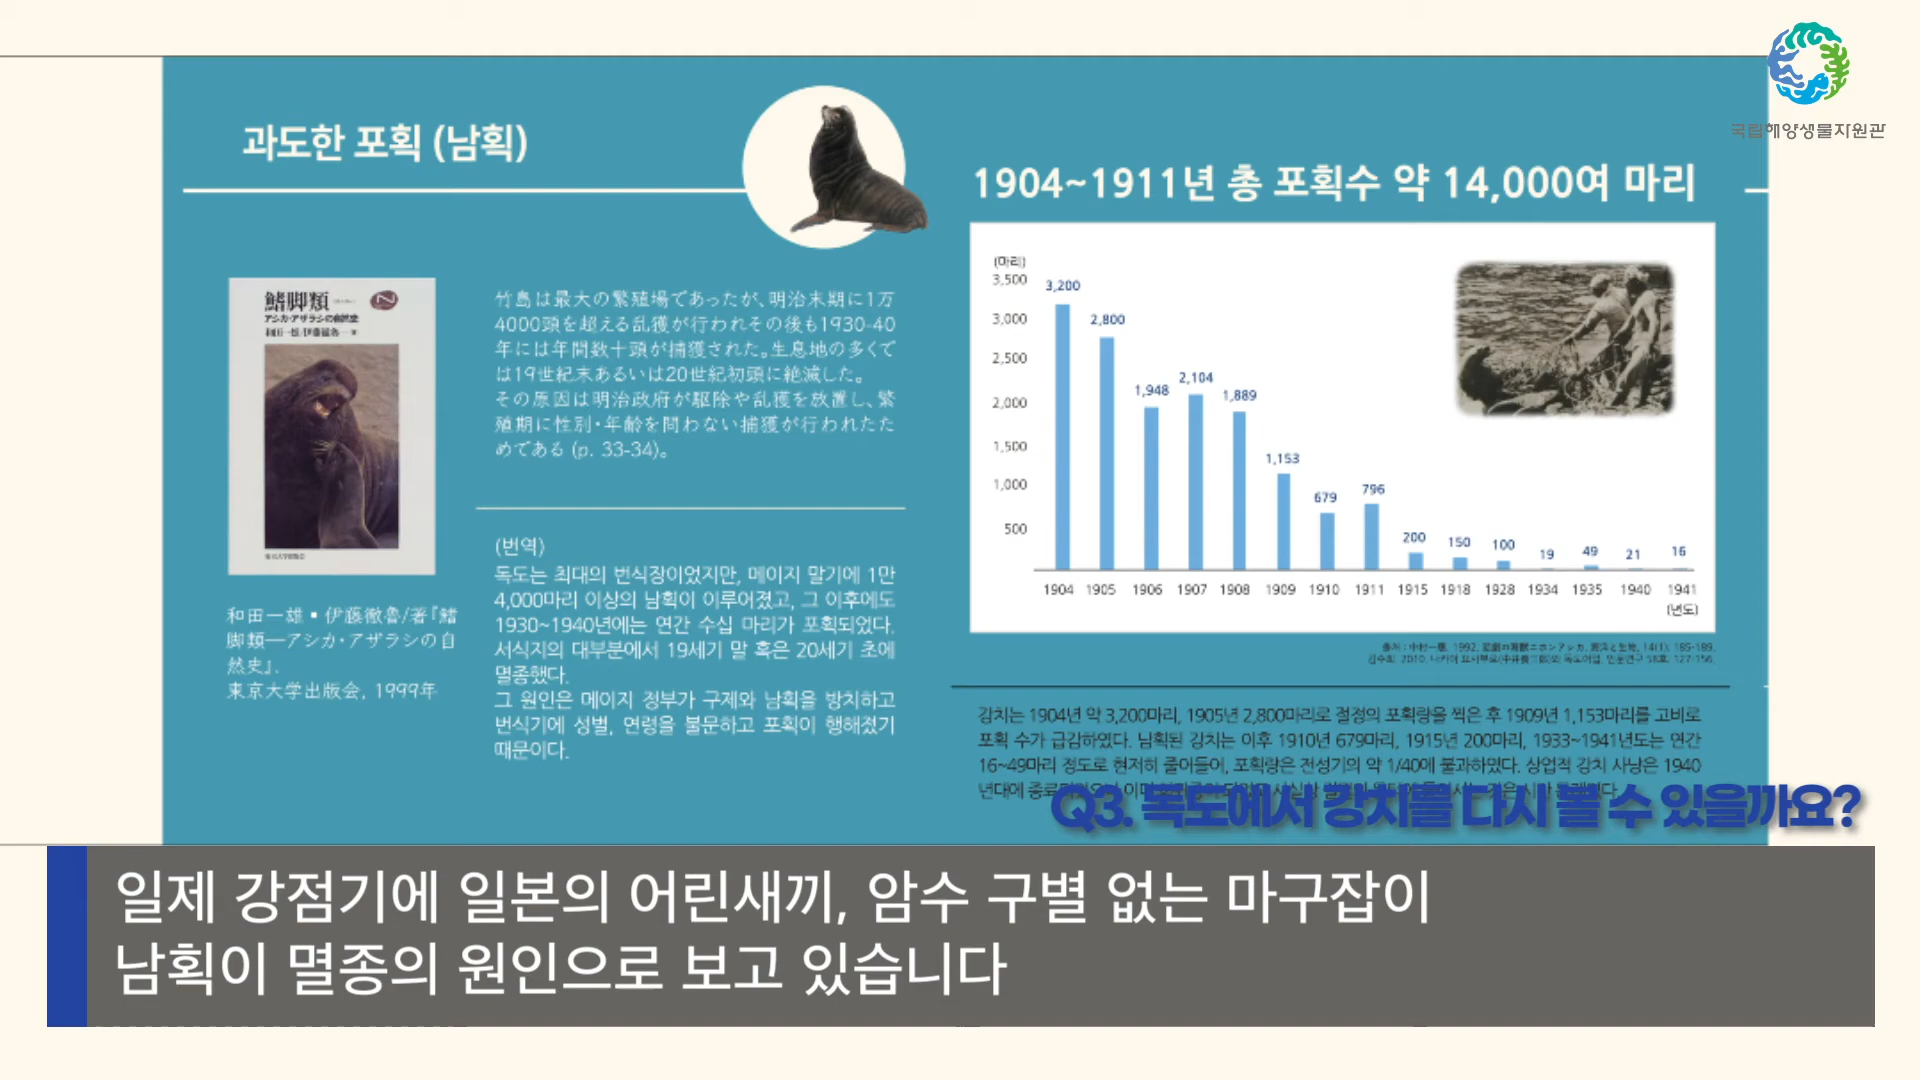 국립해양생물자원관
과도한 포획 (남획)
鰭脚類
アシカ・アザラシの自然史
和田一雄・伊藤徹魯/著『鰭
脚類―アシカ・アザラシの自
然史』.
東京大学出版会, 1999年
竹島は最大の繁殖場であったが、明治末期に1万
4000頭を超える乱獲が行われその後も1930-40
年には年間数十頭が捕獲された。生息地の多くで
は19世紀末あるいは20世紀初頭に絶滅した。
その原因は明治政府が駆除や乱獲を放置し、繁
殖期に性別・年齢を問わない捕獲が行われたた
めである (p. 33-34)。
(번역)
독도는 최대의 번식장이었지만, 메이지 말기에 1만
4,000마리 이상의 남획이 이루어졌고, 그 이후에도
1930~1940년에는 연간 수십 마리가 포획되었다.
서식지의 대부분에서 19세기 말 혹은 20세기 초에
멸종했다.
그 원인은 메이지 정부가 구제와 남획을 방치하고
번식기에 성별, 연령을 불문하고 포획이 행해졌기
때문이다.
1904~1911년 총 포획수 약 14,000여 마리
(마리)
3,500
3,000
2,500
2,000
1,500
1,000
500
3,200
2,800
1,948
2,104
1,889
1,153
679
796
200
150
100
19
49
21
16
1904 1905 1906 1907 1908 1909 1910 1911 1915 1918 1928 1934 1935 1940 1941
(년도)
강치는 1904년 약 3,200마리, 1905년 2,800마리로 절정의 포획량을 찍은 후 1909년 1,153마리를 고비로
포획 수가 급감하였다. 남획된 강치는 이후 1910년 679마리, 1915년 200마리, 1933~1941년도는 연간
16~49마리 정도로 현저히 줄어들어, 포획량은 전성기의 약 1/40에 불과하였다. 상업적 강치 사냥은 1940
년대에
Q3. 독도에서 강치를 다시 볼 수 있을까요?
일제 강점기에 일본의 어린새끼, 암수 구별 없는 마구잡이
남획이 멸종의 원인으로 보고 있습니다